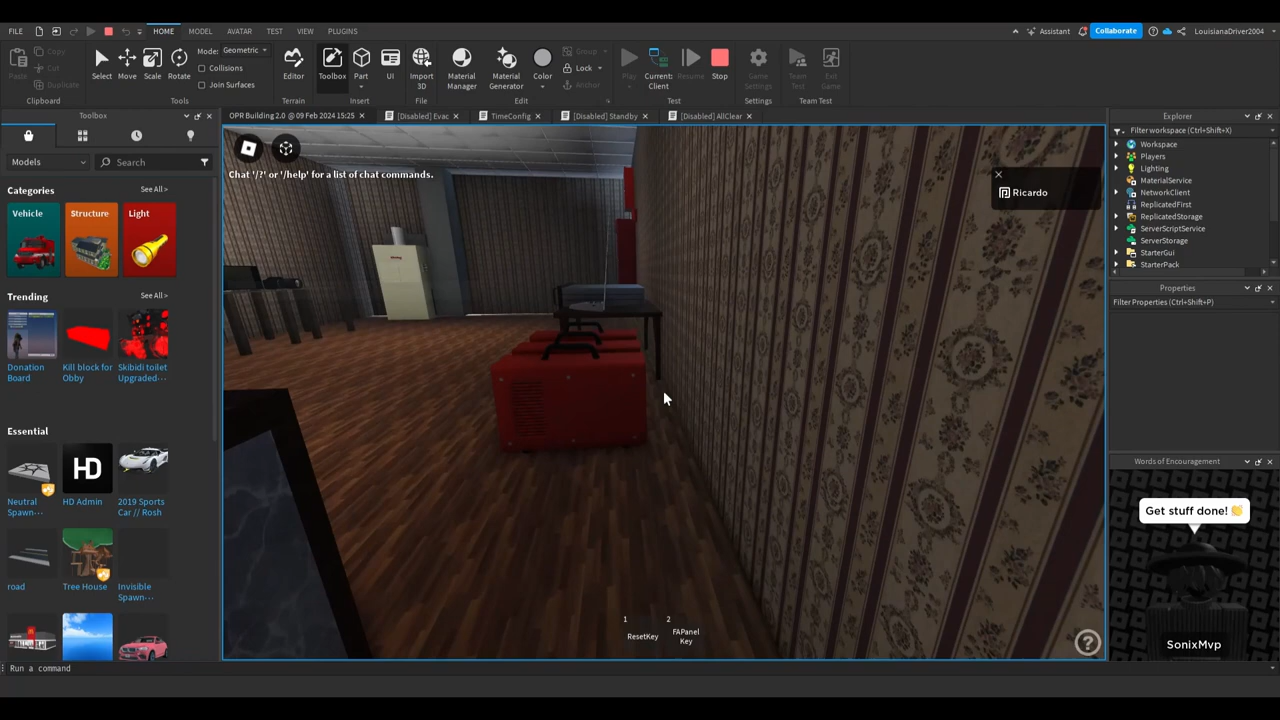 FILE
HOME
MODEL
AVATAR
TEST
VIEW
PLUGINS
Assistant
Collaborate
LouisianaDriver2004
Paste
Copy
Cut
Duplicate
Clipboard
Select
Move
Scale
Rotate
Mode: Geometric
Collisions
Join Surfaces
Tools
Editor
Terrain
Toolbox
Part
UI
Insert
Import
3D
File
Material
Manager
Material
Generator
Color
Group
Lock
Anchor
Edit
Play
Current:
Client
Resume
Stop
Test
Game
Settings
Settings
Team
Test
Exit
Game
Team Test
Toolbox
OPR Building 2.0 @ 09 Feb 2024 15:25
[Disabled] Evac
TimeConfig
[Disabled] Standby
[Disabled] AllClear
Models
Search
Categories
See All >
Vehicle
Structure
Light
Trending
See All >
Donation
Board
Kill block for
Obby
Skibidi toilet
Upgraded···
Essential
See All >
Neutral
Spawn···
HD
HD Admin
2019 Sports
Car // Rosh
road
Tree House
Invisible
Spawn···
Chat '/?' or '/help' for a list of chat commands.
Ricardo
1
ResetKey
2
FAPanel
Key
Explorer
Filter workspace (Ctrl+Shift+X)
Workspace
Players
Lighting
MaterialService
NetworkClient
ReplicatedFirst
ReplicatedStorage
ServerScriptService
ServerStorage
StarterGui
StarterPack
Properties
Filter Properties (Ctrl+Shift+P)
Words of Encouragement
Get stuff done! 👏
SonixMvp
Run a command